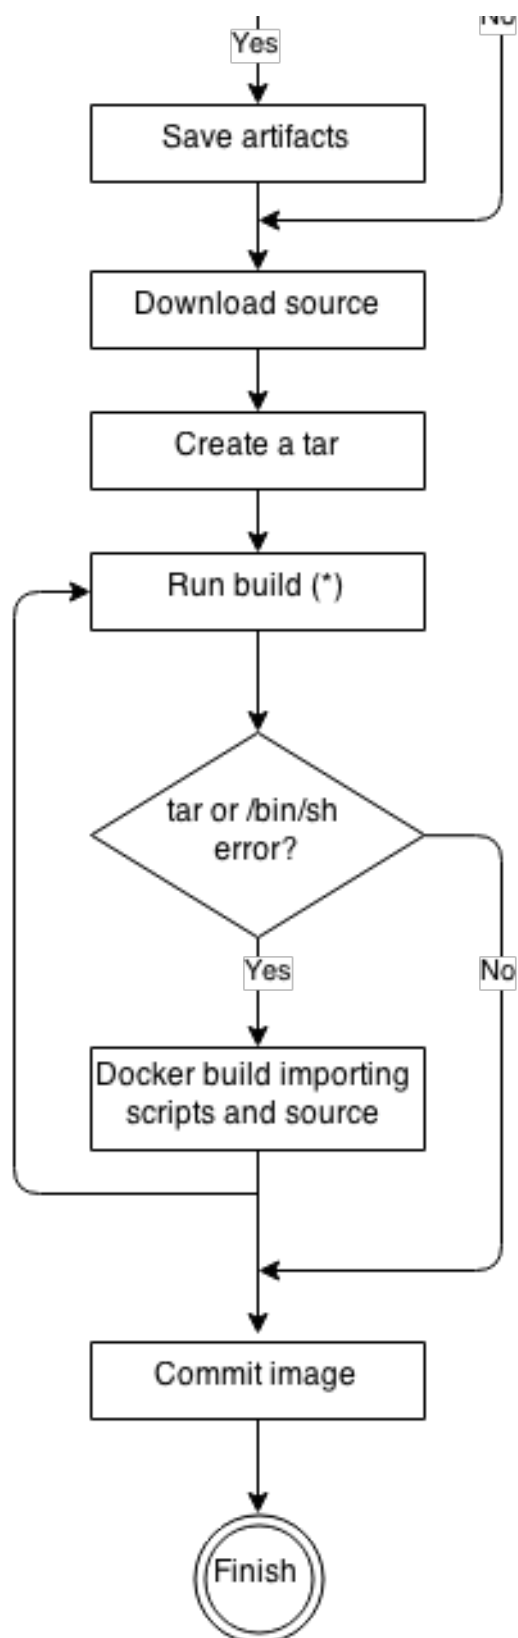 Yes
No
Save artifacts
Download source
Create a tar
Run build (*)
tar or /bin/sh
error?
Yes
No
Docker build importing
scripts and source
Commit image
Finish